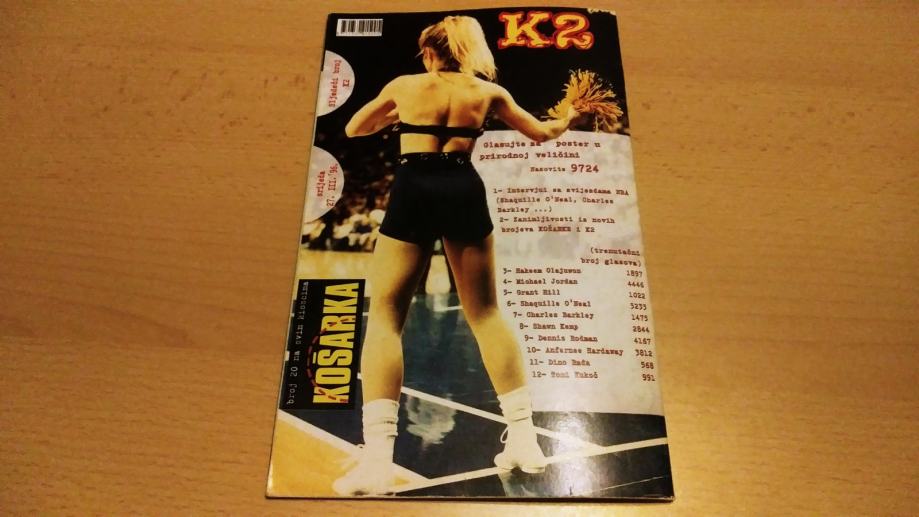 K2
Sljedeći broj
K2
srijeda
27. III.'96.
Glasujte za poster u
prirodnoj veličini
Nazovite 9724
1- Intervjui sa zvijezdama NBA
(Shaquille O'Neal, Charles
Barkley ...)
2- Zanimljivosti iz novih
brojeva KOŠARKE i K2
(trenutačni
broj glasova)
3- Hakeem Olajuwon 1897
4- Michael Jordan 4446
5- Grant Hill 1022
6- Shaquille O'Neal 5235
7- Charles Barkley 1475
8- Shawn Kemp 2844
9- Dennis Rodman 4167
10- Anfernee Hardaway 3812
11- Dino Rađa 568
12- Toni Kukoč 991
broj 20 na svim kioscima
KOŠARKA